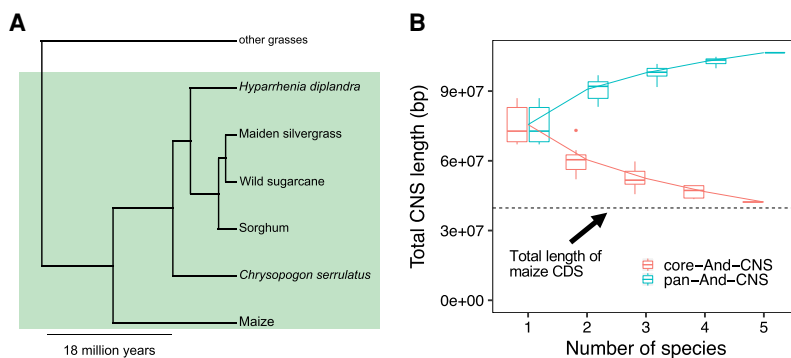 A
other grasses
Hyparrhenia diplandra
Maiden silvergrass
Wild sugarcane
Sorghum
Chrysopogon serrulatus
Maize
18 million years
B
Total CNS length (bp)
9e+07
6e+07
3e+07
0e+00
Total length of
maize CDS
core−And−CNS
pan−And−CNS
1 2 3 4 5
Number of species